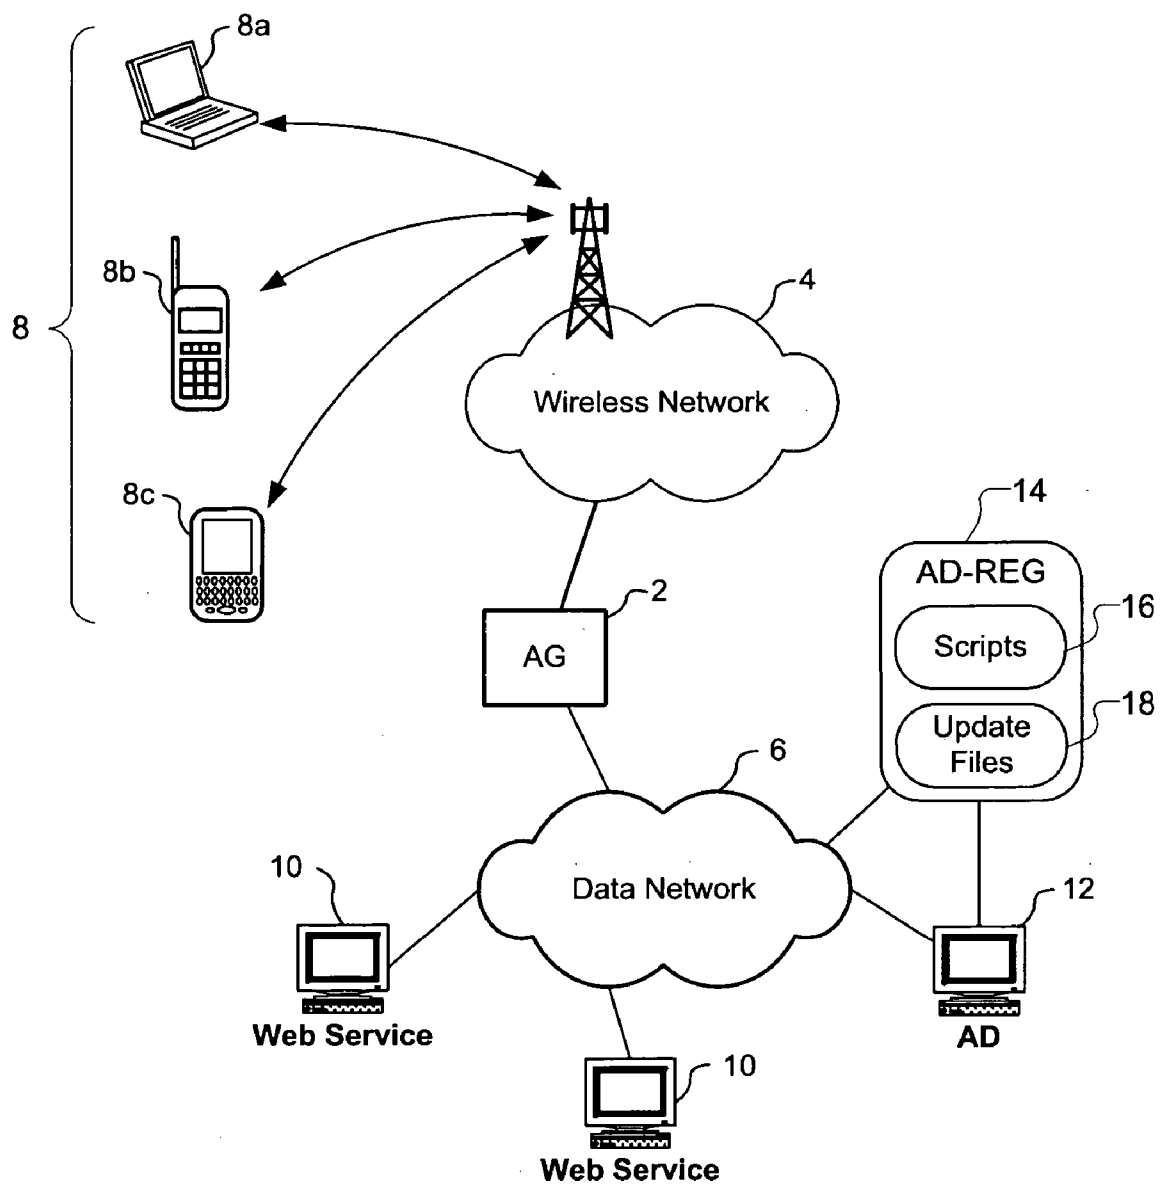 8a
8b
8
8c
4
Wireless Network
14
AD-REG
2
16
AG
Scripts
18
Update
Files
6
10
Data Network
12
Web Service
AD
10
Web Service